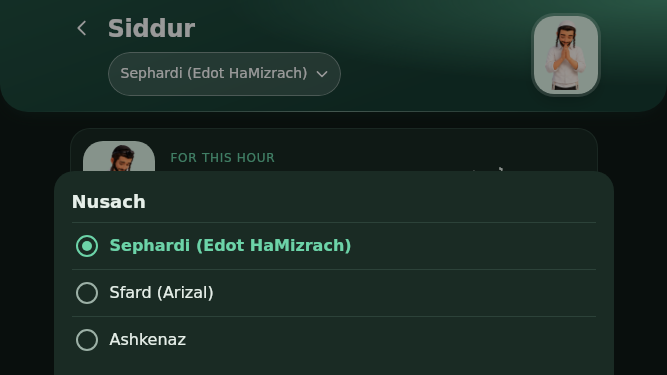 Siddur
Sephardi (Edot HaMizrach)
FOR THIS HOUR
Nusach
Sephardi (Edot HaMizrach)
Sfard (Arizal)
Ashkenaz